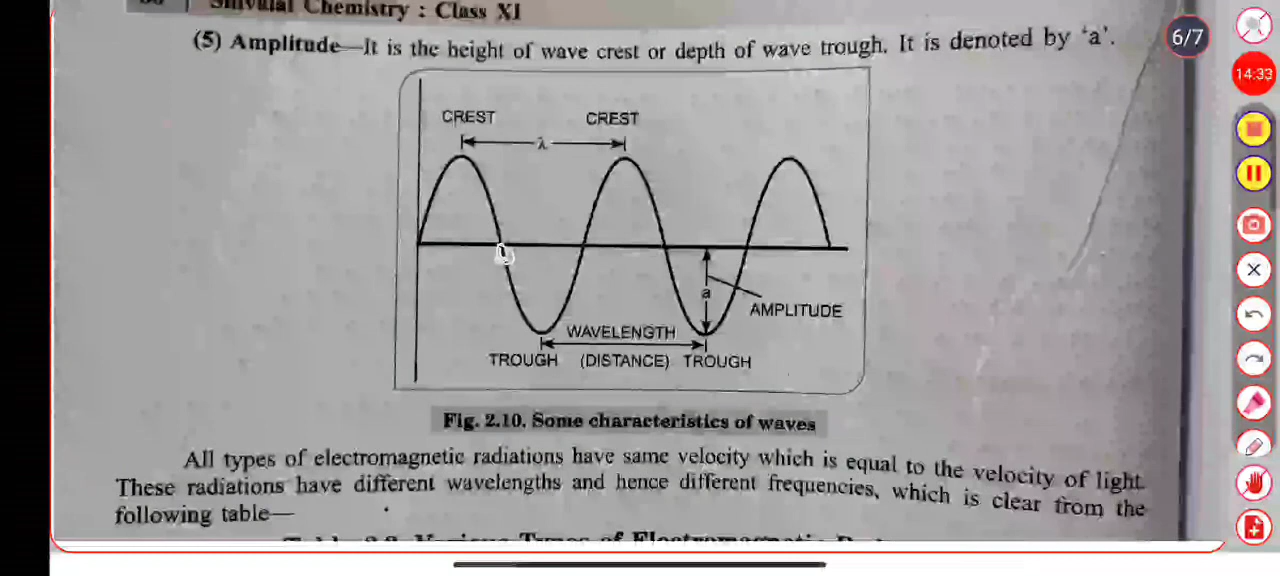 Chemistry : Class XI
(5) Amplitude—It is the height of wave crest or depth of wave trough. It is denoted by 'a'.
6/7
14:33
CREST CREST
λ
a
AMPLITUDE
WAVELENGTH
TROUGH (DISTANCE) TROUGH
Fig. 2.10. Some characteristics of waves
All types of electromagnetic radiations have same velocity which is equal to the velocity of light.
These radiations have different wavelengths and hence different frequencies, which is clear from the
following table—